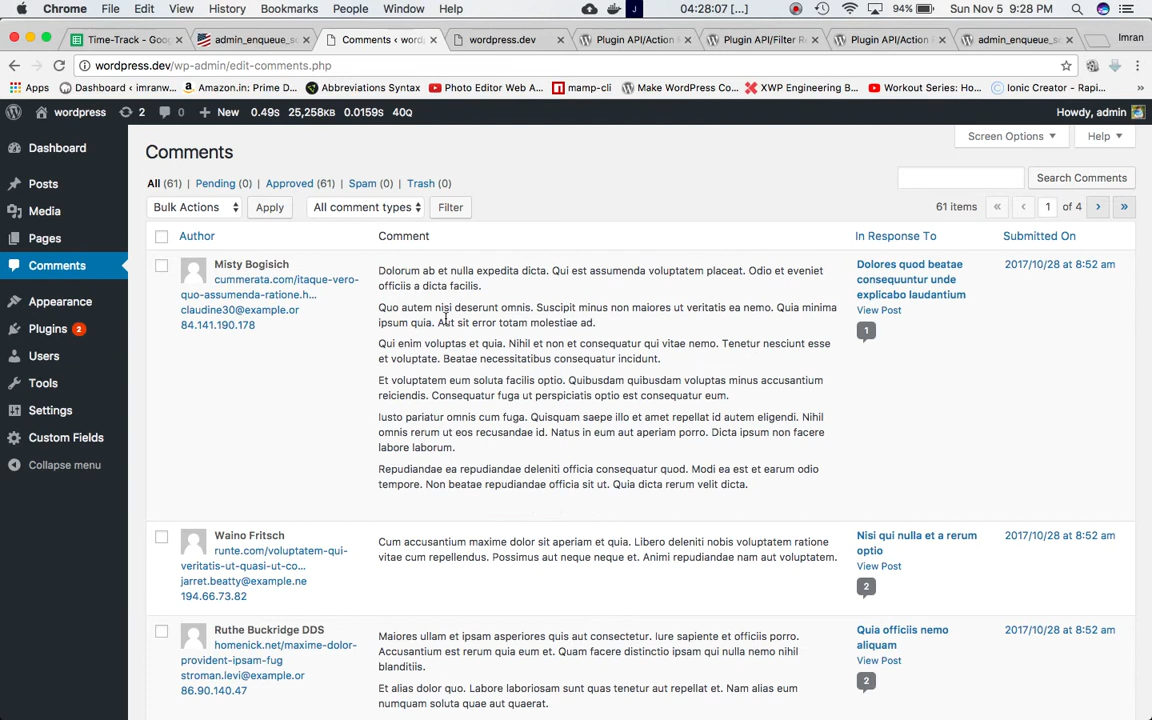 Chrome File Edit View History Bookmarks People Window Help 04:28:07 [...] 94% Sun Nov 5 9:28 PM
Time-Track - Goo admin_enqueue_s Comments ‹ word wordpress.dev Plugin API/Action Plugin API/Filter R Plugin API/Action admin_enqueue_s Imran
wordpress.dev/wp-admin/edit-comments.php
Apps Dashboard ‹ imranw... Amazon.in: Prime D... Abbreviations Syntax Photo Editor Web A... mamp-cli Make WordPress Co... XWP Engineering B... Workout Series: Ho... Ionic Creator - Rapi... »
wordpress 2 0 New 0.49s 25,258KB 0.0159s 40Q Howdy, admin
Screen Options Help
Dashboard
Posts
Media
Pages
Comments
Appearance
Plugins 2
Users
Tools
Settings
Custom Fields
Collapse menu
Comments
All (61) | Pending (0) | Approved (61) | Spam (0) | Trash (0)
Search Comments
Bulk Actions Apply All comment types Filter 61 items « ‹ 1 of 4 › »
Author Comment In Response To Submitted On
Misty Bogisich
cummerata.com/itaque-vero-
quo-assumenda-ratione.h...
claudine30@example.or
84.141.190.178
Dolorum ab et nulla expedita dicta. Qui est assumenda voluptatem placeat. Odio et eveniet
officiis a dicta facilis.
Quo autem nisi deserunt omnis. Suscipit minus non maiores ut veritatis ea nemo. Quia minima
ipsum quia. Aut sit error totam molestiae ad.
Qui enim voluptas et quia. Nihil et non et consequatur qui vitae nemo. Tenetur nesciunt esse
et voluptate. Beatae necessitatibus consequatur incidunt.
Et voluptatem eum soluta facilis optio. Quibusdam quibusdam voluptas minus accusantium
reiciendis. Consequatur fuga ut perspiciatis optio est consequatur eum.
Iusto pariatur omnis cum fuga. Quisquam saepe illo et amet repellat id autem eligendi. Nihil
omnis rerum ut eos recusandae id. Natus in eum aut aperiam porro. Dicta ipsum non facere
labore laborum.
Repudiandae ea repudiandae deleniti officia consequatur quod. Modi ea est et earum odio
tempore. Non beatae repudiandae officia sit ut. Quia dicta rerum velit dicta.
Dolores quod beatae
consequuntur unde
explicabo laudantium
View Post
1
2017/10/28 at 8:52 am
Waino Fritsch
runte.com/voluptatem-qui-
veritatis-ut-quasi-ut-co...
jarret.beatty@example.ne
194.66.73.82
Cum accusantium maxime dolor sit aperiam et quia. Libero deleniti nobis voluptatem ratione
vitae cum repellendus. Possimus aut neque neque et. Animi repudiandae nam aut voluptatem.
Nisi qui nulla et a rerum
optio
View Post
2
2017/10/28 at 8:52 am
Ruthe Buckridge DDS
homenick.net/maxime-dolor-
provident-ipsam-fug
stroman.levi@example.or
86.90.140.47
Maiores ullam et ipsam asperiores quis aut consectetur. Iure sapiente et officiis porro.
Accusantium est rerum quia eum et. Quam facere distinctio ipsam qui nulla nemo nihil
blanditiis.
Et alias dolor quo. Labore laboriosam sunt quas tenetur aut repellat et. Nam alias eum
numquam soluta quae aut quaerat.
Quia officiis nemo
aliquam
View Post
2
2017/10/28 at 8:52 am